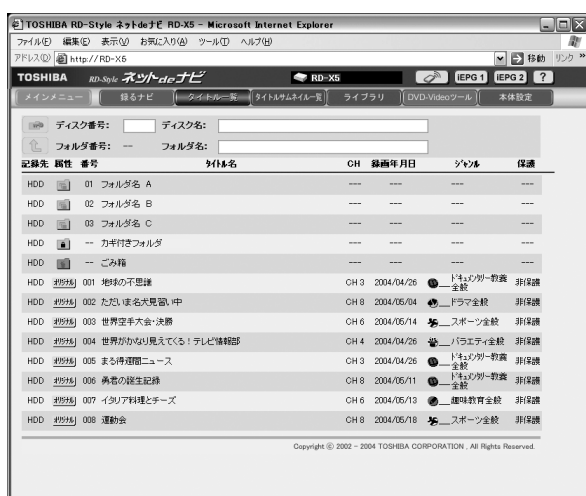 TOSHIBA RD-Style ネットdeナビ RD-X5 - Microsoft Internet Explorer
ファイル(F) 編集(E) 表示(V) お気に入り(A) ツール(T) ヘルプ(H)
アドレス(D) http://RD-X5 移動 リンク »
TOSHIBA RD-Style ネットdeナビ RD-X5 iEPG 1 iEPG 2 ?
メインメニュー 録るナビ タイトル一覧 タイトルサムネイル一覧 ライブラリ DVD-Videoツール 本体設定
ディスク番号: ディスク名:
フォルダ番号: -- フォルダ名:
記録先 属性 番号 タイトル名 CH 録画年月日 ジャンル 保護
HDD 01 フォルダ名 A --- --- --- ---
HDD 02 フォルダ名 B --- --- --- ---
HDD 03 フォルダ名 C --- --- --- ---
HDD -- カギ付きフォルダ --- --- --- ---
HDD -- ごみ箱 --- --- --- ---
HDD オリジナル 001 地球の不思議 CH 3 2004/04/26 __ドキュメンタリー・教養全般 非保護
HDD オリジナル 002 ただいま名犬見習い中 CH 8 2004/05/04 __ドラマ全般 非保護
HDD オリジナル 003 世界空手大会・決勝 CH 6 2004/05/14 __スポーツ全般 非保護
HDD オリジナル 004 世界がかなり見えてくる！テレビ情報部 CH 4 2004/04/26 __バラエティ全般 非保護
HDD オリジナル 005 まる得週間ニュース CH 3 2004/04/26 __ドキュメンタリー・教養全般 非保護
HDD オリジナル 006 勇者の誕生記録 CH 8 2004/05/11 __ドキュメンタリー・教養全般 非保護
HDD オリジナル 007 イタリア料理とチーズ CH 6 2004/05/13 __趣味教育全般 非保護
HDD オリジナル 008 運動会 CH 8 2004/05/18 __スポーツ全般 非保護
Copyright © 2002 - 2004 TOSHIBA CORPORATION , All Rights Reserved.